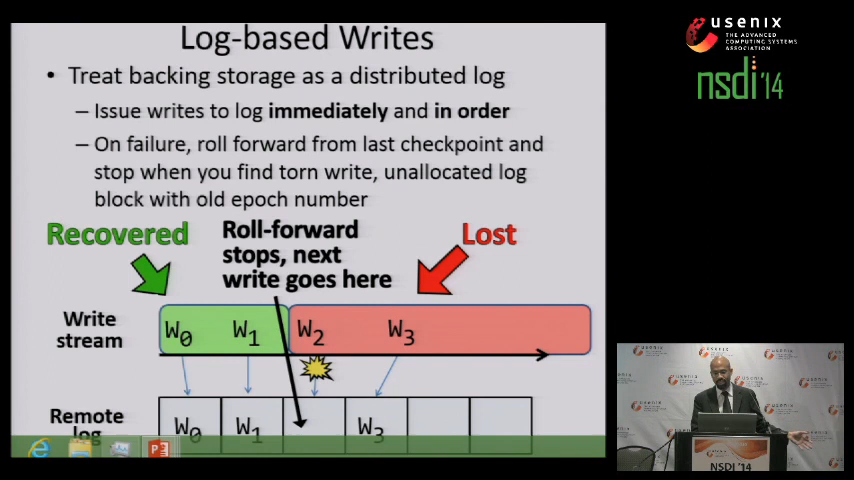 Log-based Writes
• Treat backing storage as a distributed log
– Issue writes to log immediately and in order
– On failure, roll forward from last checkpoint and
stop when you find torn write, unallocated log
block with old epoch number
Recovered
Roll-forward
stops, next
write goes here
Lost
Write
stream
W0
W1
W2
W3
Remote
log
W0
W1
W3
usenix
THE ADVANCED
COMPUTING SYSTEMS
ASSOCIATION
nsdi '14
usenix
usenix
usenix
NSDI '14